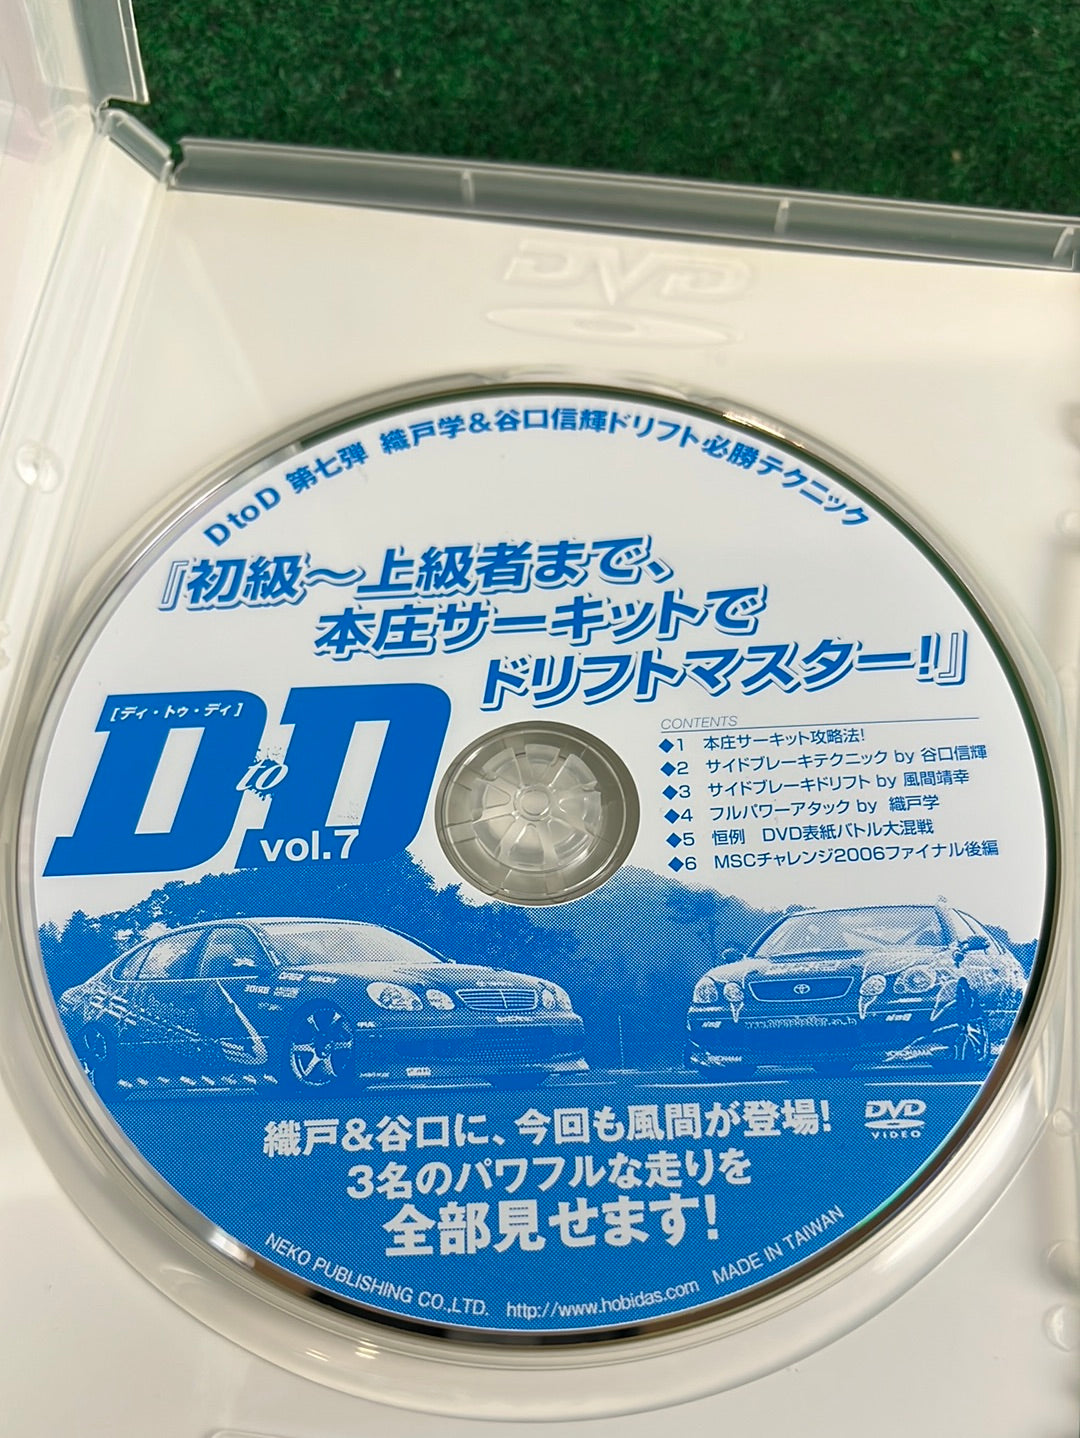 DVD
DtoD 第七弾 織戸学&谷口信輝ドリフト必勝テクニック
『初級～上級者まで、
本庄サーキットで
ドリフトマスター!』
[ディ・トゥ・ディ]
DtoD
vol.7
CONTENTS
◆1 本庄サーキット攻略法!
◆2 サイドブレーキテクニック by 谷口信輝
◆3 サイドブレーキドリフト by 風間靖幸
◆4 フルパワーアタック by 織戸学
◆5 恒例 DVD表紙バトル大混戦
◆6 MSCチャレンジ2006ファイナル後編
織戸&谷口に、今回も風間が登場!
3名のパワフルな走りを
全部見せます!
DVD
VIDEO
NEKO PUBLISHING CO.,LTD. http://www.hobidas.com MADE IN TAIWAN